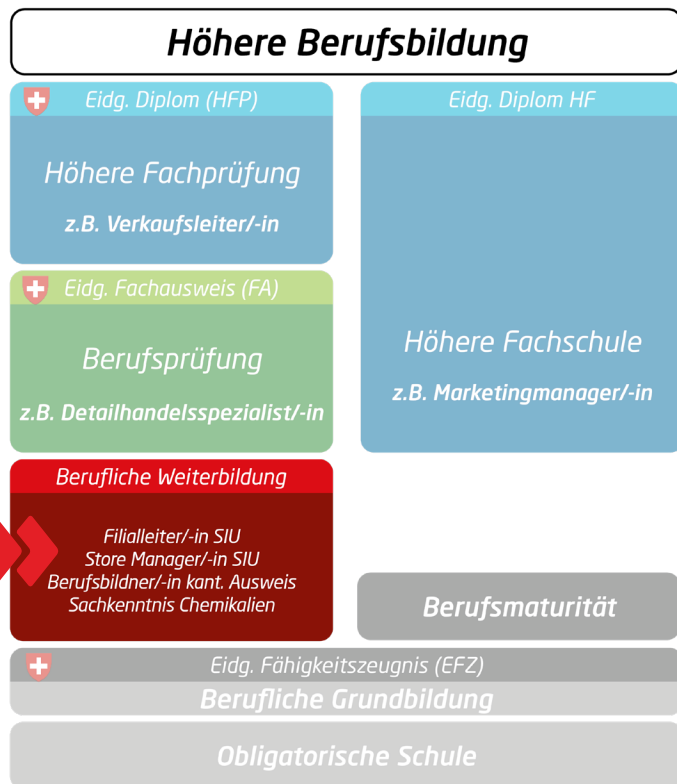 Höhere Berufsbildung
Eidg. Diplom (HFP)
Höhere Fachprüfung
z.B. Verkaufsleiter/-in
Eidg. Fachausweis (FA)
Berufsprüfung
z.B. Detailhandelsspezialist/-in
Berufliche Weiterbildung
Filialleiter/-in SIU
Store Manager/-in SIU
Berufsbildner/-in kant. Ausweis
Sachkenntnis Chemikalien
Eidg. Diplom HF
Höhere Fachschule
z.B. Marketingmanager/-in
Berufsmaturität
Eidg. Fähigkeitszeugnis (EFZ)
Berufliche Grundbildung
Obligatorische Schule